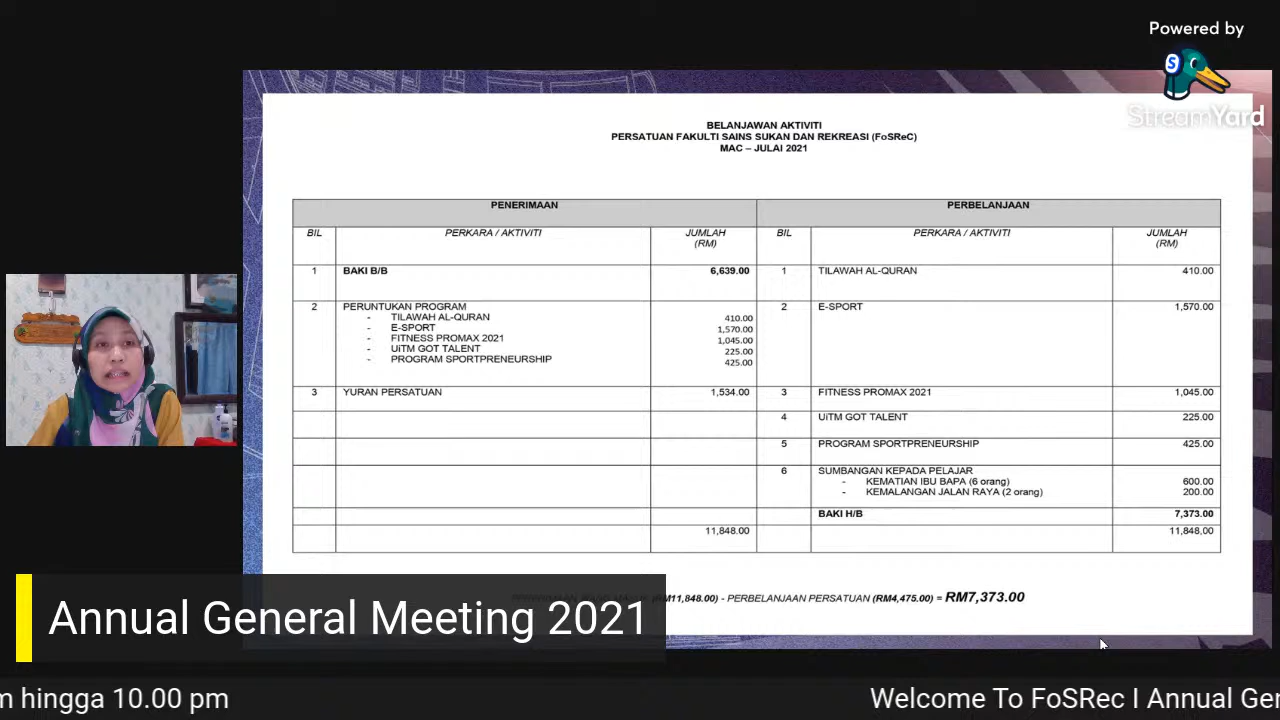 Powered by
S
StreamYard
BELANJAWAN AKTIVITI
PERSATUAN FAKULTI SAINS SUKAN DAN REKREASI (FoSReC)
MAC – JULAI 2021
PENERIMAAN PERBELANJAAN
BIL PERKARA / AKTIVITI JUMLAH (RM) BIL PERKARA / AKTIVITI JUMLAH (RM)
1 BAKI B/B 6,639.00 1 TILAWAH AL-QURAN 410.00
2 PERUNTUKAN PROGRAM 2 E-SPORT 1,570.00
- TILAWAH AL-QURAN 410.00
- E-SPORT 1,570.00
- FITNESS PROMAX 2021 1,045.00
- UiTM GOT TALENT 225.00
- PROGRAM SPORTPRENEURSHIP 425.00
3 YURAN PERSATUAN 1,534.00 3 FITNESS PROMAX 2021 1,045.00
4 UiTM GOT TALENT 225.00
5 PROGRAM SPORTPRENEURSHIP 425.00
6 SUMBANGAN KEPADA PELAJAR
- KEMATIAN IBU BAPA (6 orang) 600.00
- KEMALANGAN JALAN RAYA (2 orang) 200.00
BAKI H/B 7,373.00
11,848.00 11,848.00
(RM11,848.00) - PERBELANJAAN PERSATUAN (RM4,475.00) = RM7,373.00
Annual General Meeting 2021
m hingga 10.00 pm Welcome To FoSRec I Annual Ger